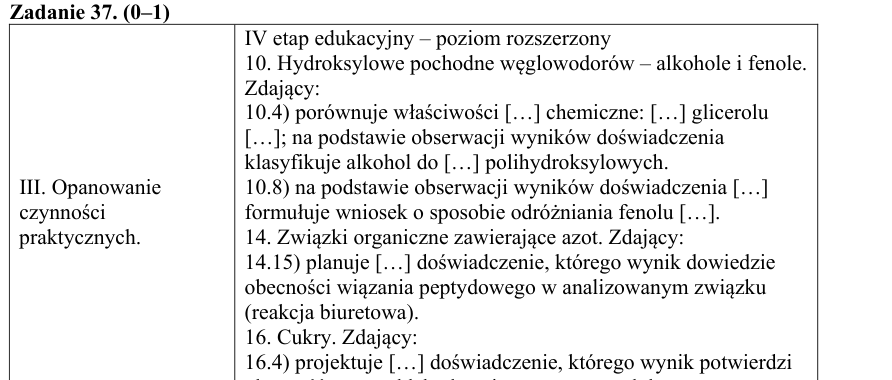 Zadanie 37. (0–1)
III. Opanowanie
czynności
praktycznych.
IV etap edukacyjny – poziom rozszerzony
10. Hydroksylowe pochodne węglowodorów – alkohole i fenole.
Zdający:
10.4) porównuje właściwości […] chemiczne: […] glicerolu
[…]; na podstawie obserwacji wyników doświadczenia
klasyfikuje alkohol do […] polihydroksylowych.
10.8) na podstawie obserwacji wyników doświadczenia […]
formułuje wniosek o sposobie odróżniania fenolu […].
14. Związki organiczne zawierające azot. Zdający:
14.15) planuje […] doświadczenie, którego wynik dowiedzie
obecności wiązania peptydowego w analizowanym związku
(reakcja biuretowa).
16. Cukry. Zdający:
16.4) projektuje […] doświadczenie, którego wynik potwierdzi